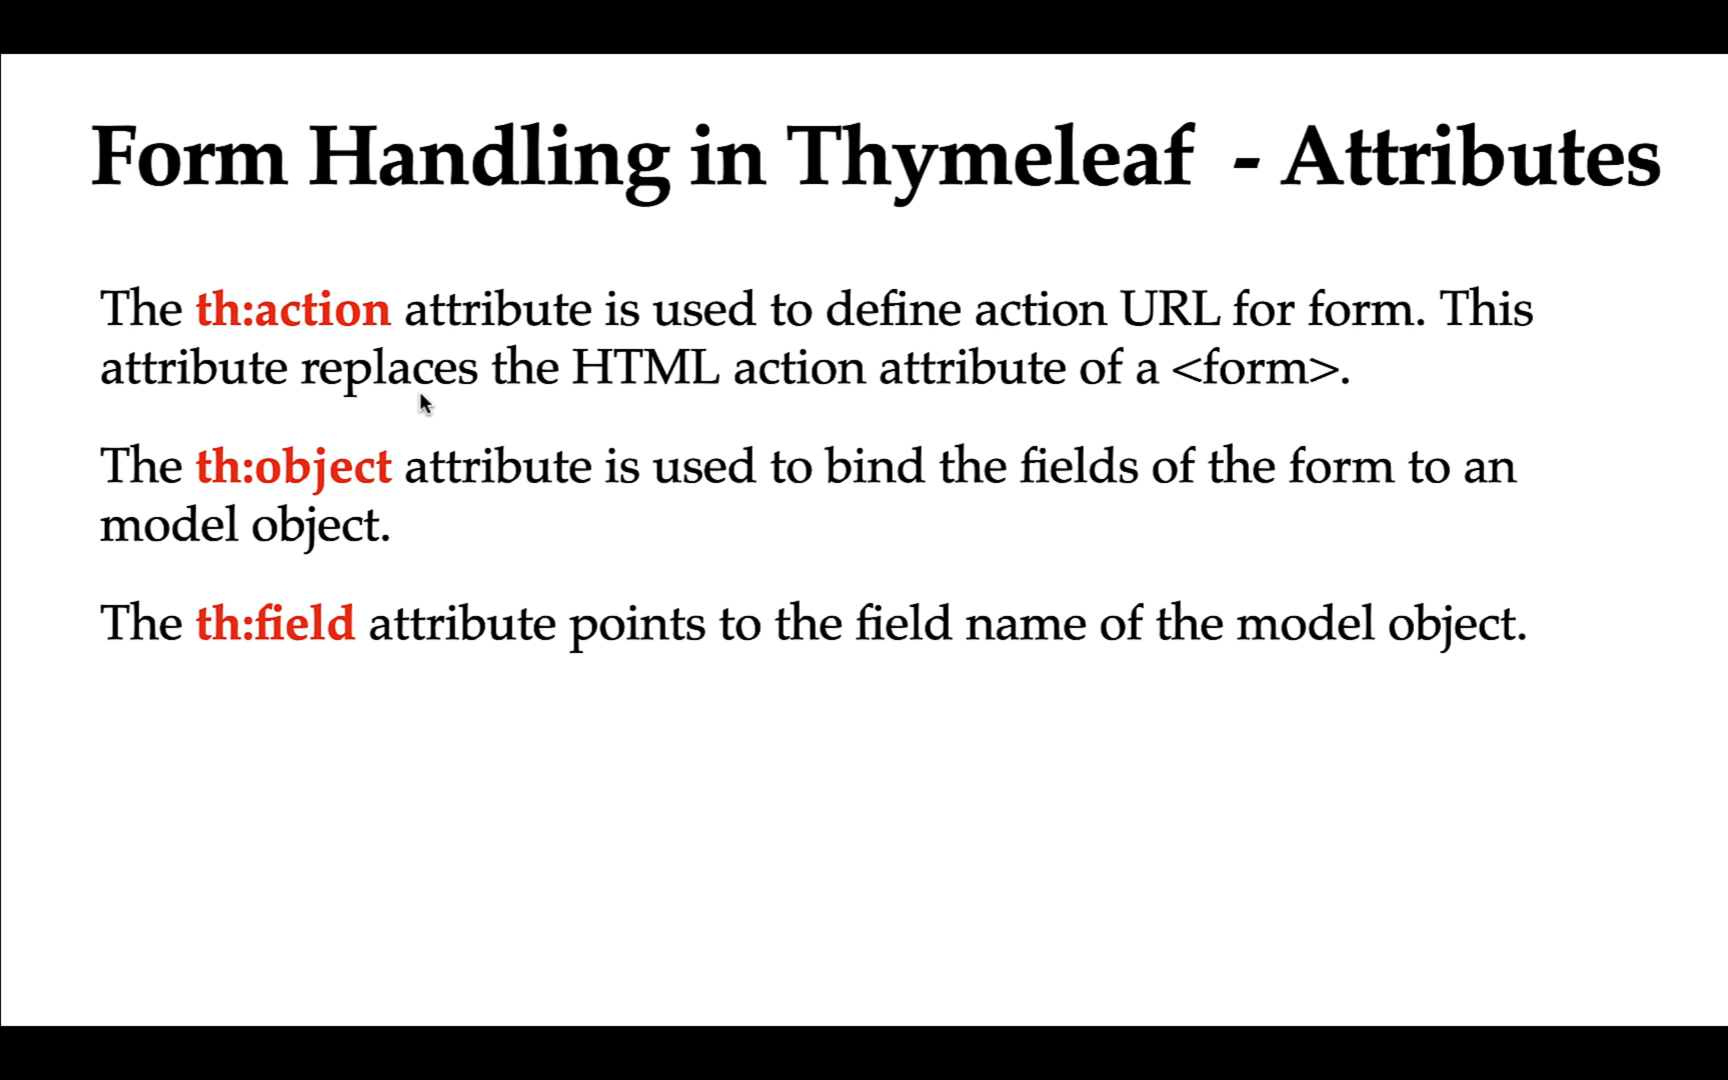 Form Handling in Thymeleaf - Attributes
The th:action attribute is used to define action URL for form. This
attribute replaces the HTML action attribute of a <form>.
The th:object attribute is used to bind the fields of the form to an
model object.
The th:field attribute points to the field name of the model object.